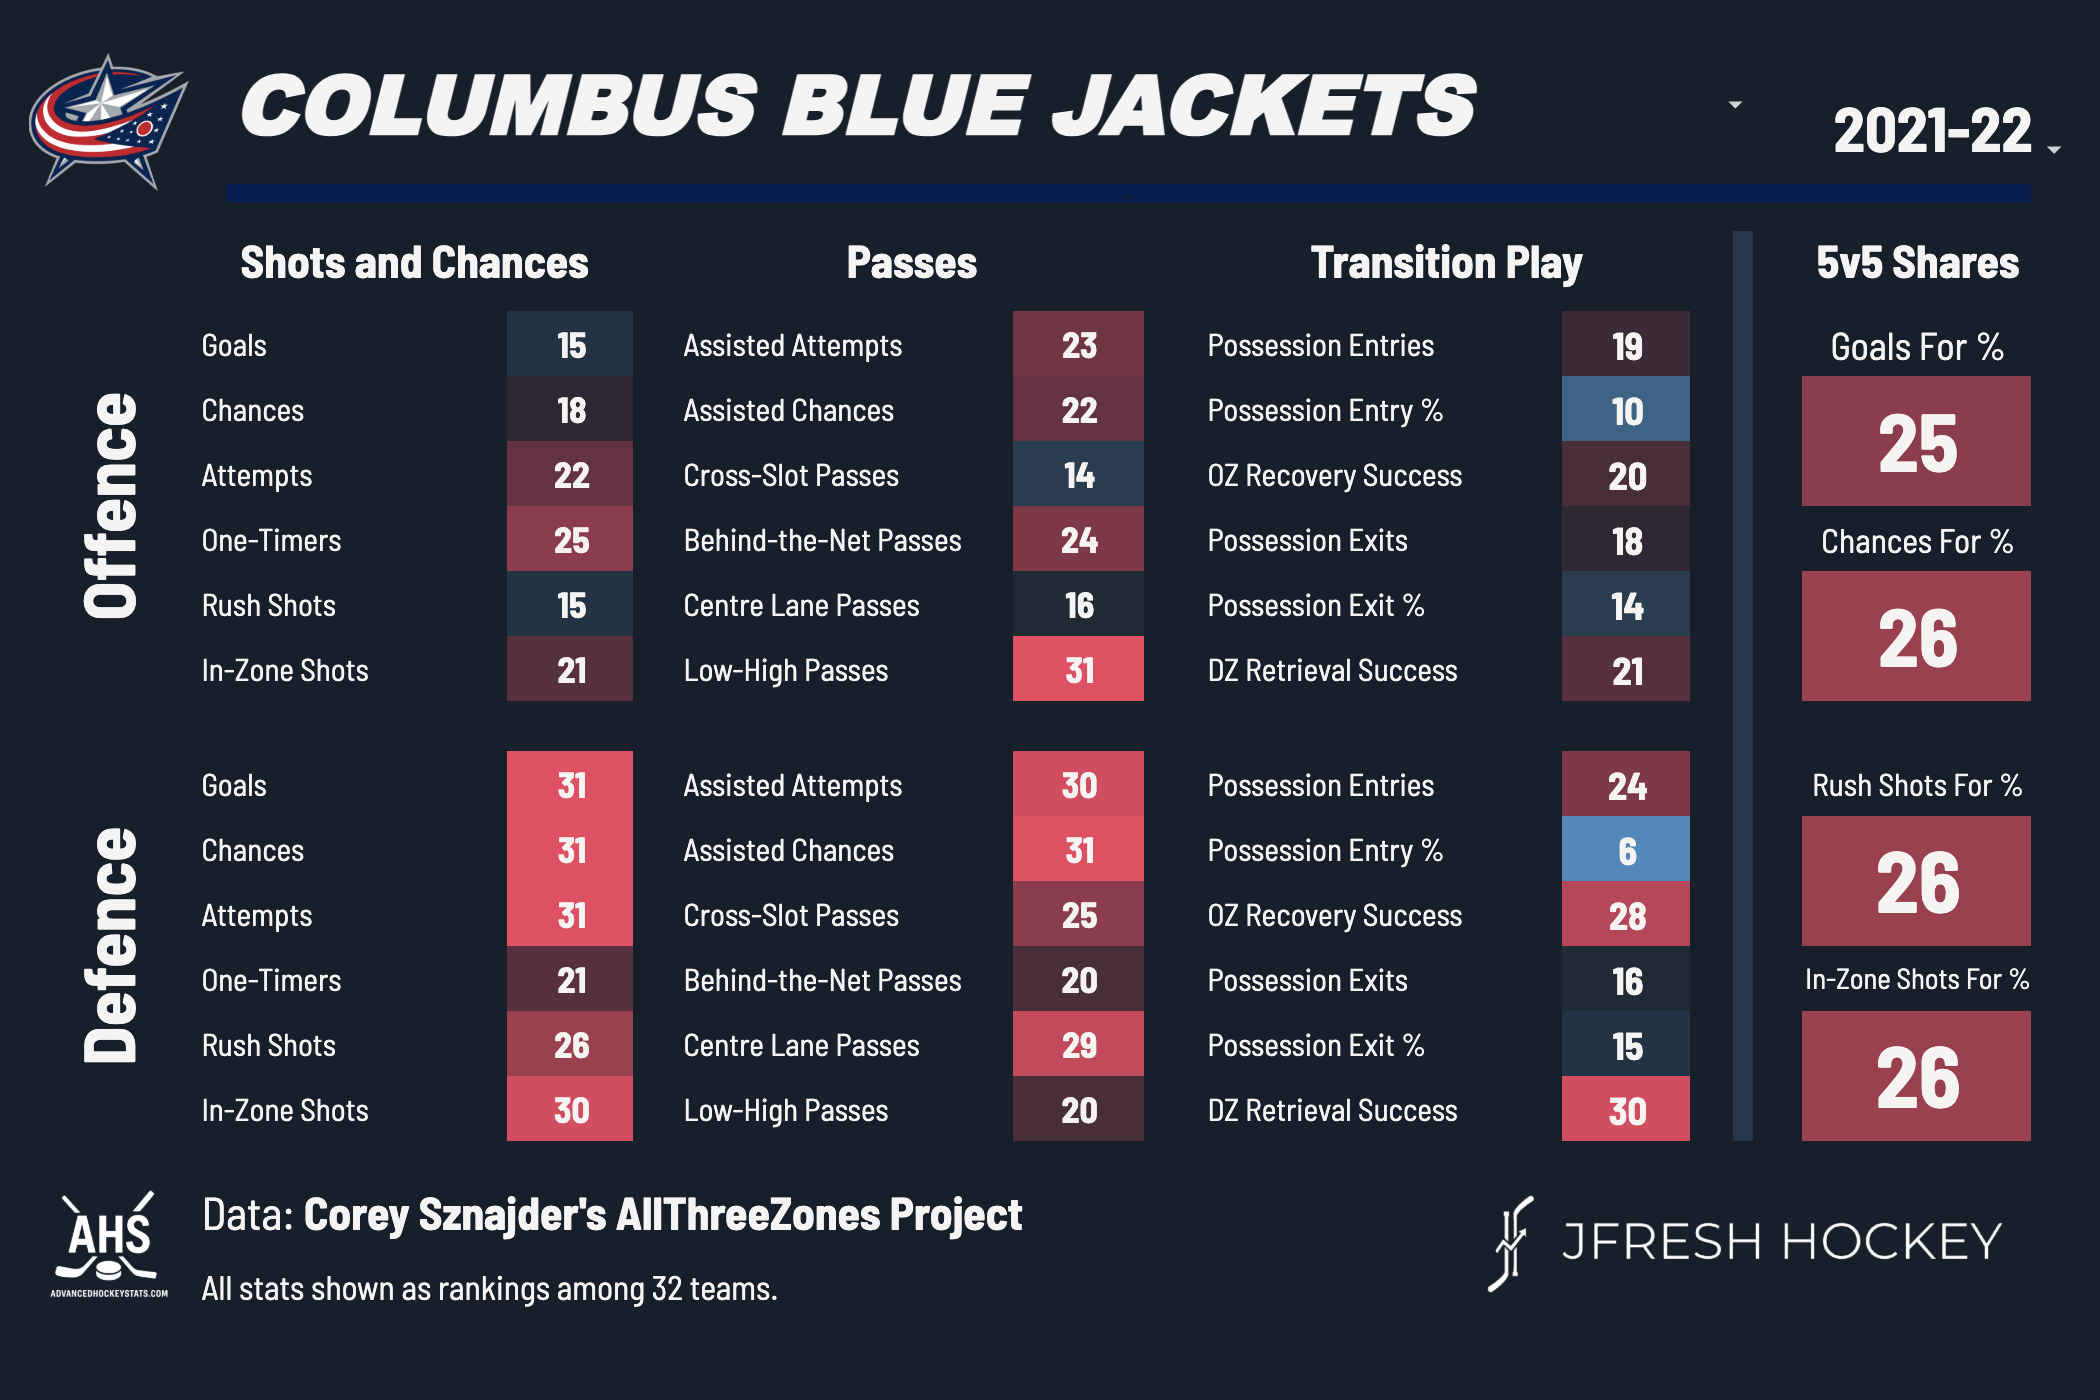 COLUMBUS BLUE JACKETS
2021-22
Shots and Chances
Passes
Transition Play
5v5 Shares
Offence
Goals 15
Chances 18
Attempts 22
One-Timers 25
Rush Shots 15
In-Zone Shots 21
Assisted Attempts 23
Assisted Chances 22
Cross-Slot Passes 14
Behind-the-Net Passes 24
Centre Lane Passes 16
Low-High Passes 31
Possession Entries 19
Possession Entry % 10
OZ Recovery Success 20
Possession Exits 18
Possession Exit % 14
DZ Retrieval Success 21
Goals For %
25
Chances For %
26
Defence
Goals 31
Chances 31
Attempts 31
One-Timers 21
Rush Shots 26
In-Zone Shots 30
Assisted Attempts 30
Assisted Chances 31
Cross-Slot Passes 25
Behind-the-Net Passes 20
Centre Lane Passes 29
Low-High Passes 20
Possession Entries 24
Possession Entry % 6
OZ Recovery Success 28
Possession Exits 16
Possession Exit % 15
DZ Retrieval Success 30
Rush Shots For %
26
In-Zone Shots For %
26
AHS
ADVANCEDHOCKEYSTATS.COM
Data: Corey Sznajder's AllThreeZones Project
All stats shown as rankings among 32 teams.
JFRESH HOCKEY